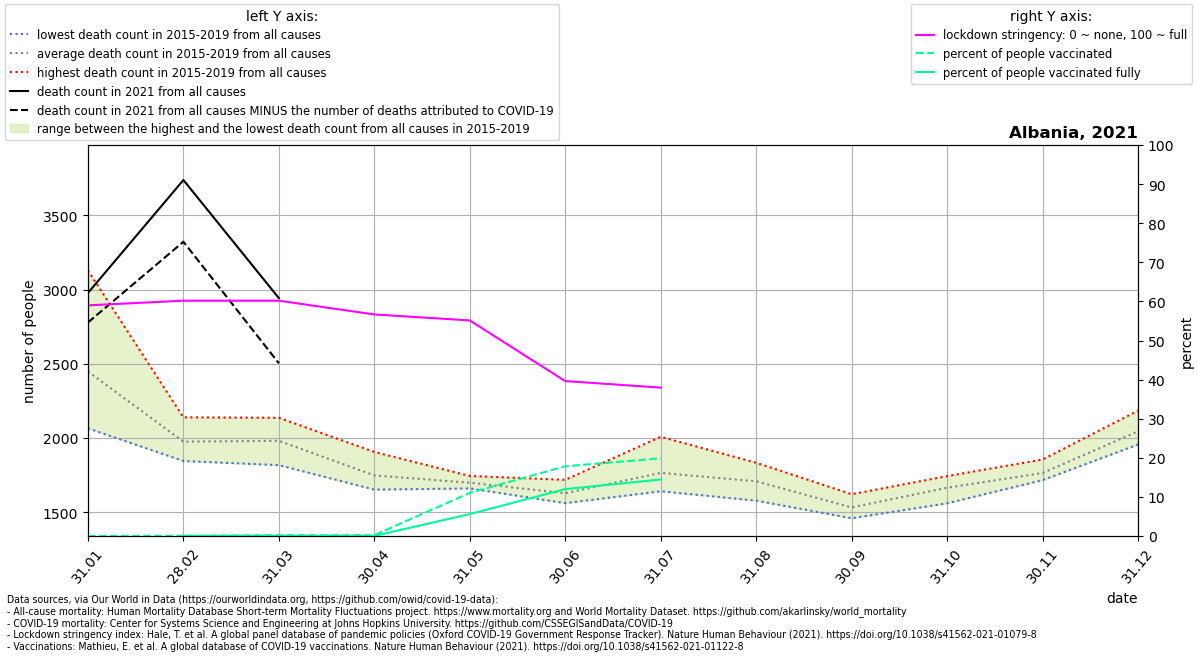 left Y axis:
lowest death count in 2015-2019 from all causes
average death count in 2015-2019 from all causes
highest death count in 2015-2019 from all causes
death count in 2021 from all causes
death count in 2021 from all causes MINUS the number of deaths attributed to COVID-19
range between the highest and the lowest death count from all causes in 2015-2019
right Y axis:
lockdown stringency: 0 ~ none, 100 ~ full
percent of people vaccinated
percent of people vaccinated fully
Albania, 2021
number of people
3500
3000
2500
2000
1500
100
90
80
70
60
50
40
30
20
10
0
percent
31.01
28.02
31.03
30.04
31.05
30.06
31.07
31.08
30.09
31.10
30.11
31.12
date
Data sources, via Our World in Data (https://ourworldindata.org, https://github.com/owid/covid-19-data):
- All-cause mortality: Human Mortality Database Short-term Mortality Fluctuations project. https://www.mortality.org and World Mortality Dataset. https://github.com/akarlinsky/world_mortality
- COVID-19 mortality: Center for Systems Science and Engineering at Johns Hopkins University. https://github.com/CSSEGISandData/COVID-19
- Lockdown stringency index: Hale, T. et al. A global panel database of pandemic policies (Oxford COVID-19 Government Response Tracker). Nature Human Behaviour (2021). https://doi.org/10.1038/s41562-021-01079-8
- Vaccinations: Mathieu, E. et al. A global database of COVID-19 vaccinations. Nature Human Behaviour (2021). https://doi.org/10.1038/s41562-021-01122-8